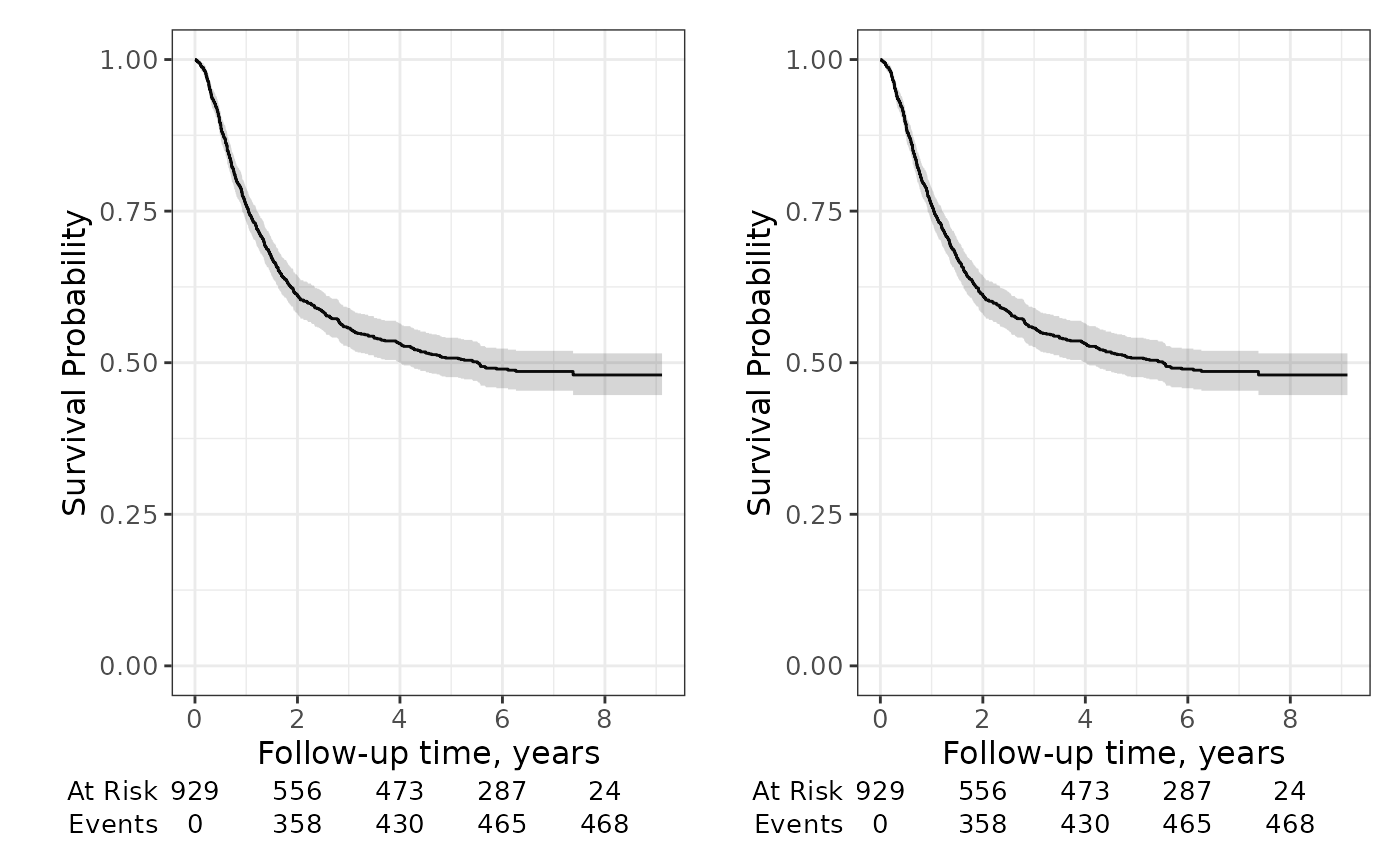 Survival Probability
1.00
0.75
0.50
0.25
0.00
0 2 4 6 8
Follow-up time, years
At Risk 929 556 473 287 24
Events 0 358 430 465 468
Survival Probability
1.00
0.75
0.50
0.25
0.00
0 2 4 6 8
Follow-up time, years
At Risk 929 556 473 287 24
Events 0 358 430 465 468